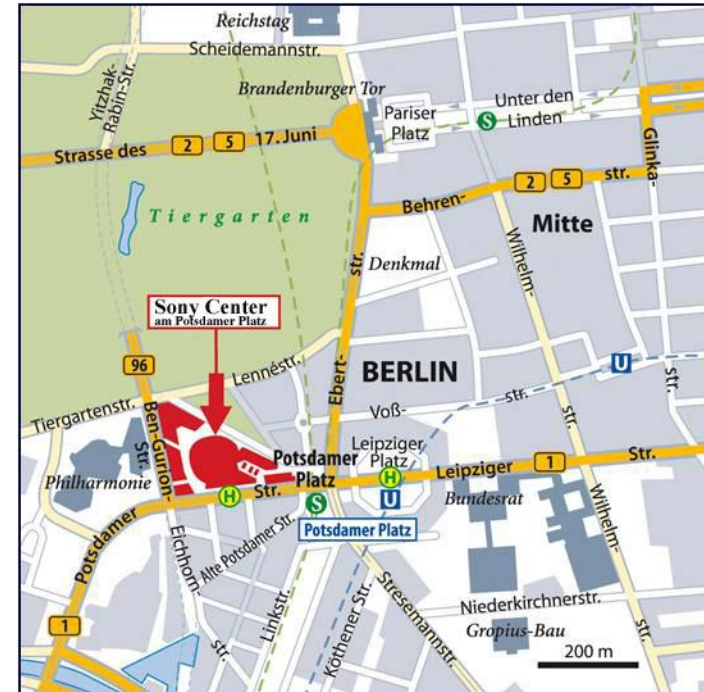 Reichstag
Scheidemannstr.
Yitzhak-
Rabin-Str.
Brandenburger Tor
Pariser
Platz
Unter den
Linden
S
Strasse des
2
5
17. Juni
Glinka-
str.
Behren-
2
5
str.
Tiergarten
Mitte
Wilhelm-
str.
Wilhelm-
Denkmal
Sony Center
am Potsdamer Platz
Ebert-
str.
96
Lennéstr.
BERLIN
U
Tiergartenstr.
Ben-Gurion-
Str.
Voß-
str.
str.
Philharmonie
Potsdamer
Platz
Leipziger
Platz
H
Leipziger
1
Str.
Potsdamer
H
Str.
S
U
Potsdamer Platz
Bundesrat
Alte Potsdamer Str.
Eichhorn-
str.
Linkstr.
Köthener Str.
Stresemannstr.
Niederkirchnerstr.
Gropius-Bau
1
200 m